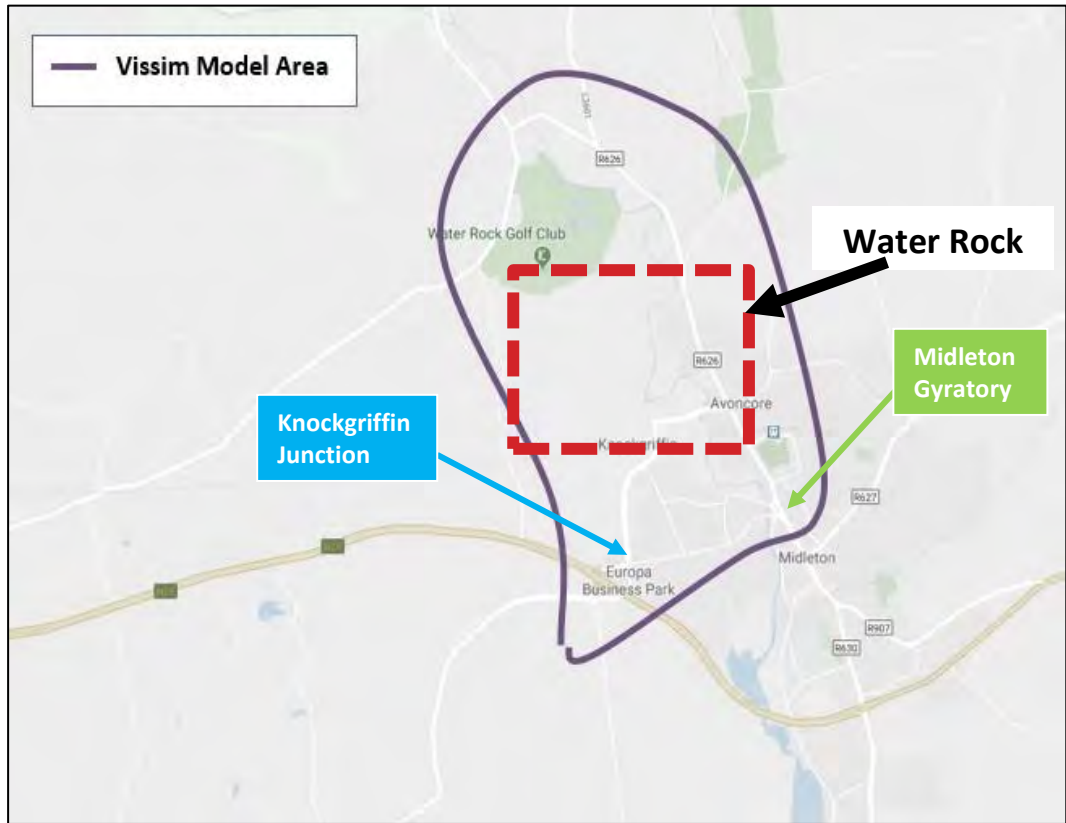 Vissim Model Area
R626
Water Rock Golf Club
Water Rock
R626
Midleton
Gyratory
Avoncore
Knockgriffin
Junction
Knockgriffin
R627
Midleton
Europa
Business Park
R907
R630